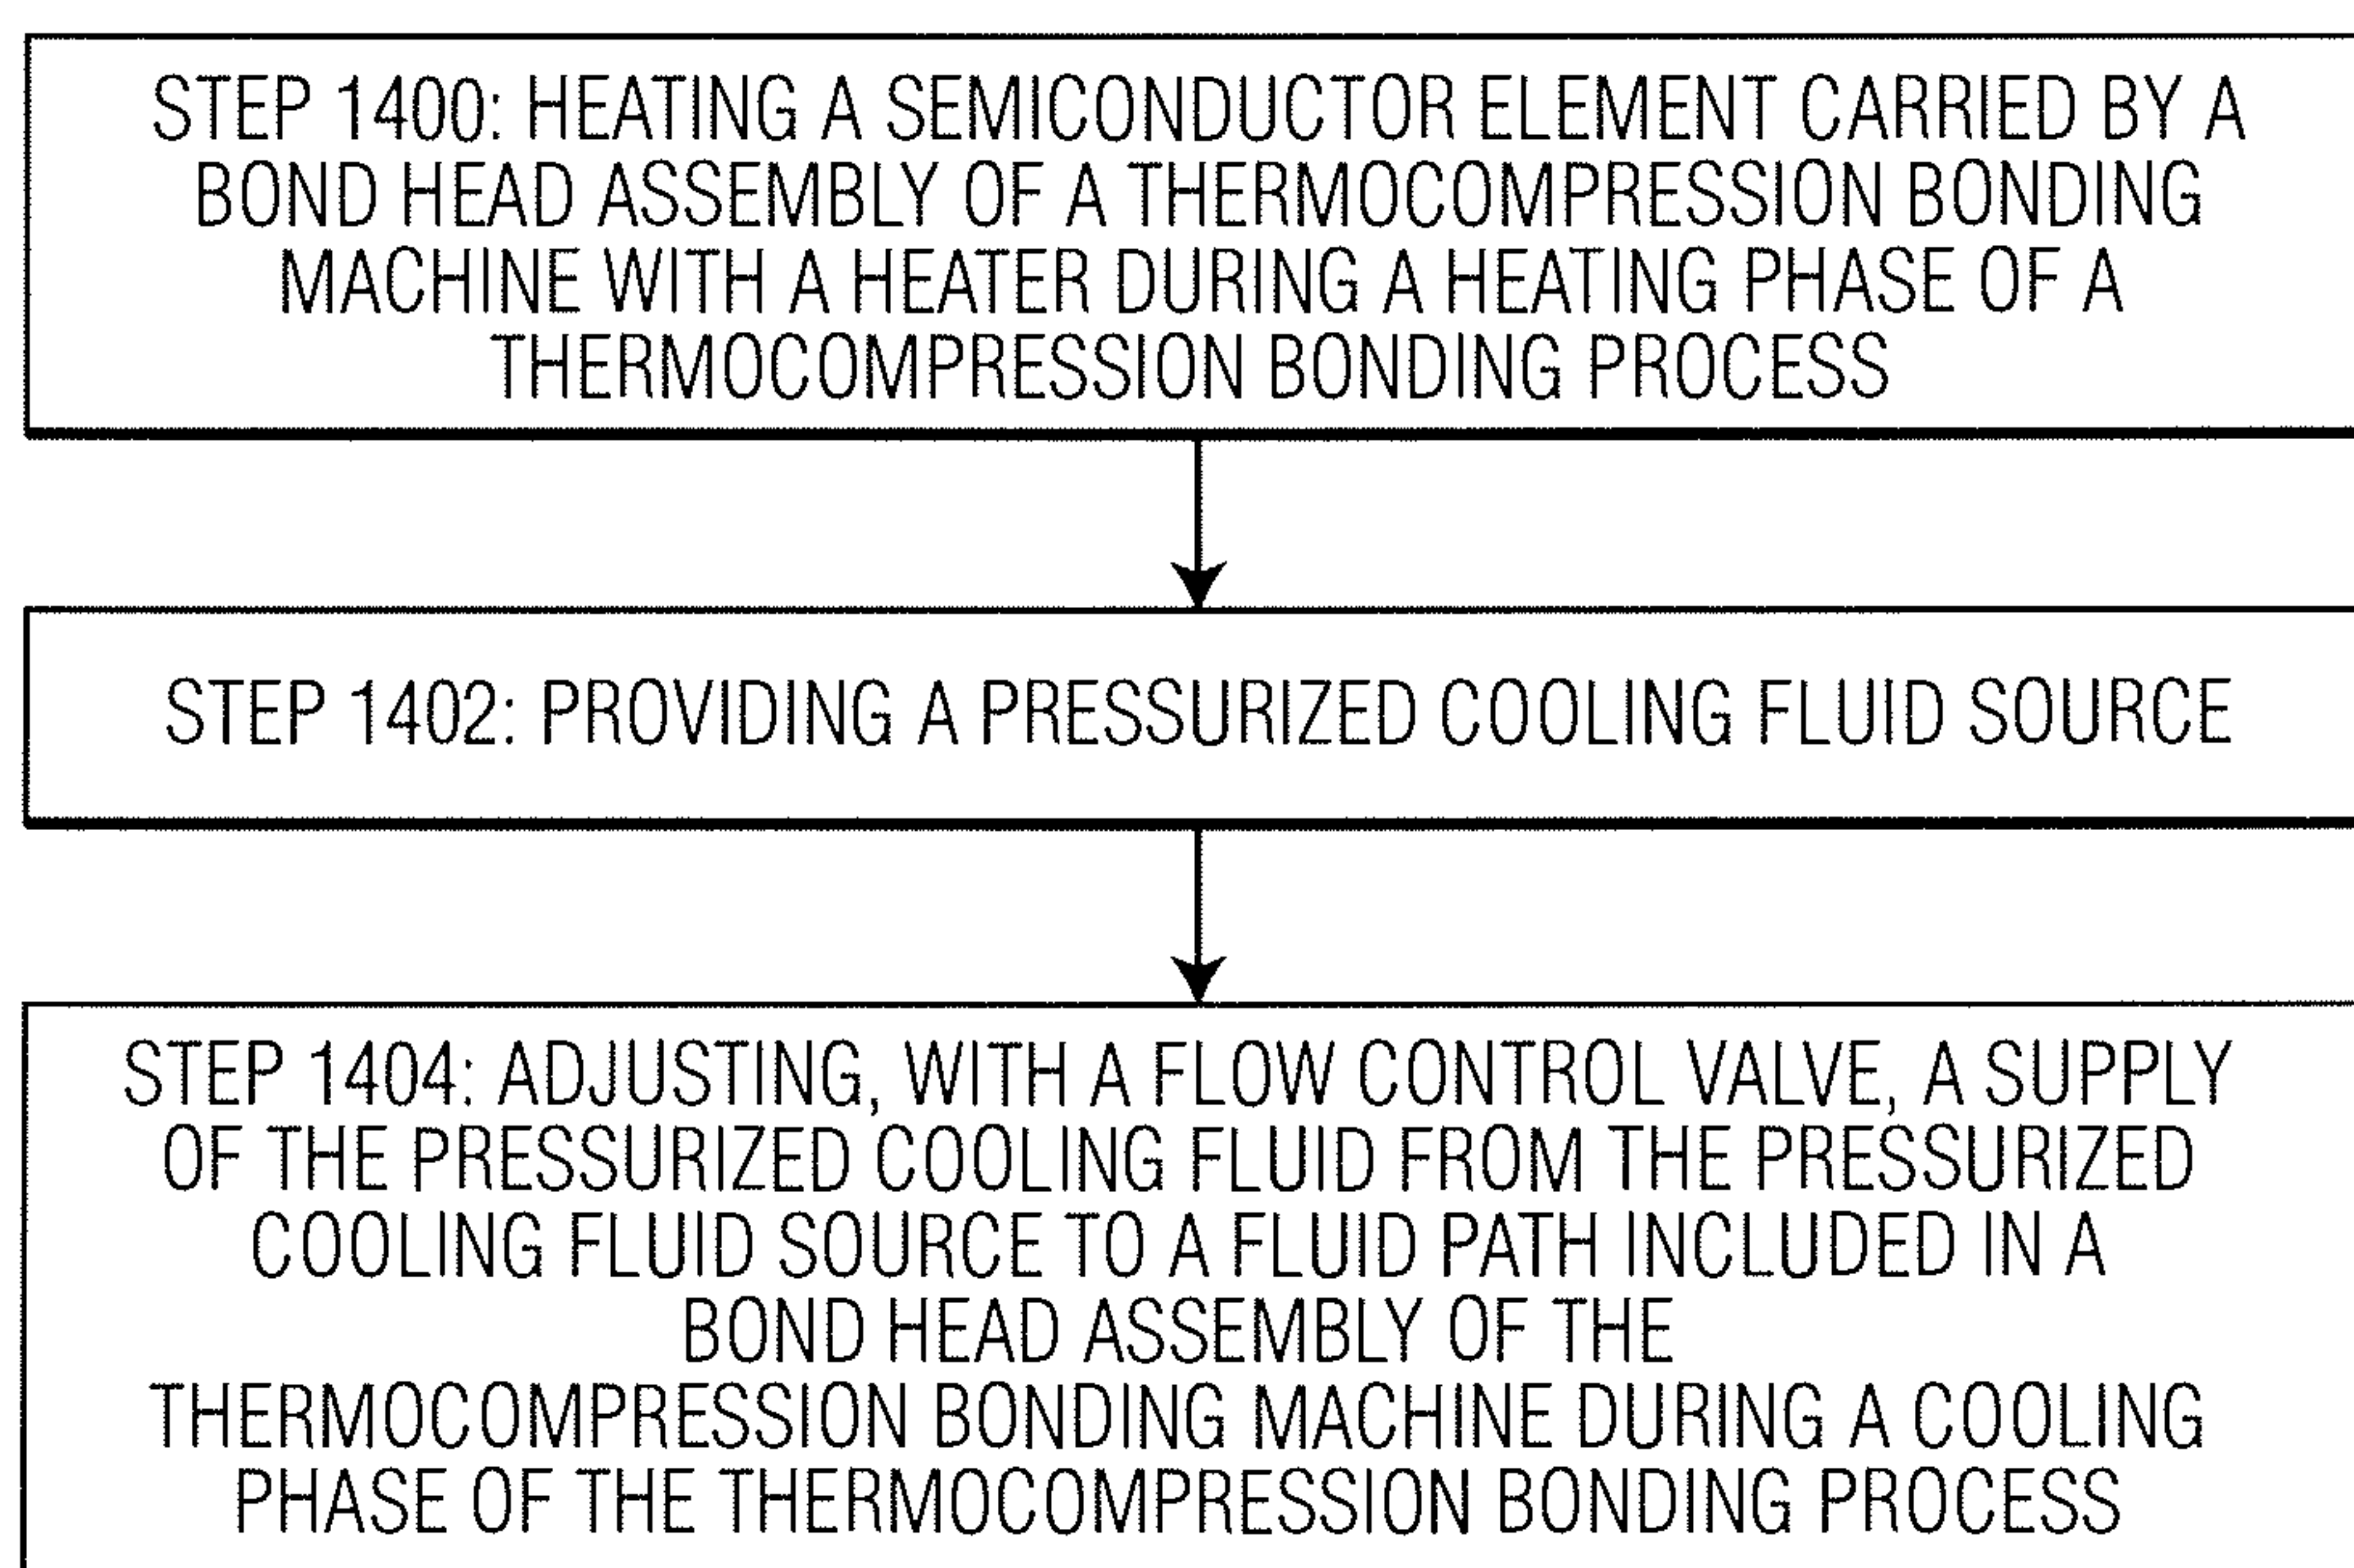 STEP 1400: HEATING A SEMICONDUCTOR ELEMENT CARRIED BY A
BOND HEAD ASSEMBLY OF A THERMOCOMPRESSION BONDING
MACHINE WITH A HEATER DURING A HEATING PHASE OF A
THERMOCOMPRESSION BONDING PROCESS
STEP 1402: PROVIDING A PRESSURIZED COOLING FLUID SOURCE
STEP 1404: ADJUSTING, WITH A FLOW CONTROL VALVE, A SUPPLY
OF THE PRESSURIZED COOLING FLUID FROM THE PRESSURIZED
COOLING FLUID SOURCE TO A FLUID PATH INCLUDED IN A
BOND HEAD ASSEMBLY OF THE
THERMOCOMPRESSION BONDING MACHINE DURING A COOLING
PHASE OF THE THERMOCOMPRESSION BONDING PROCESS